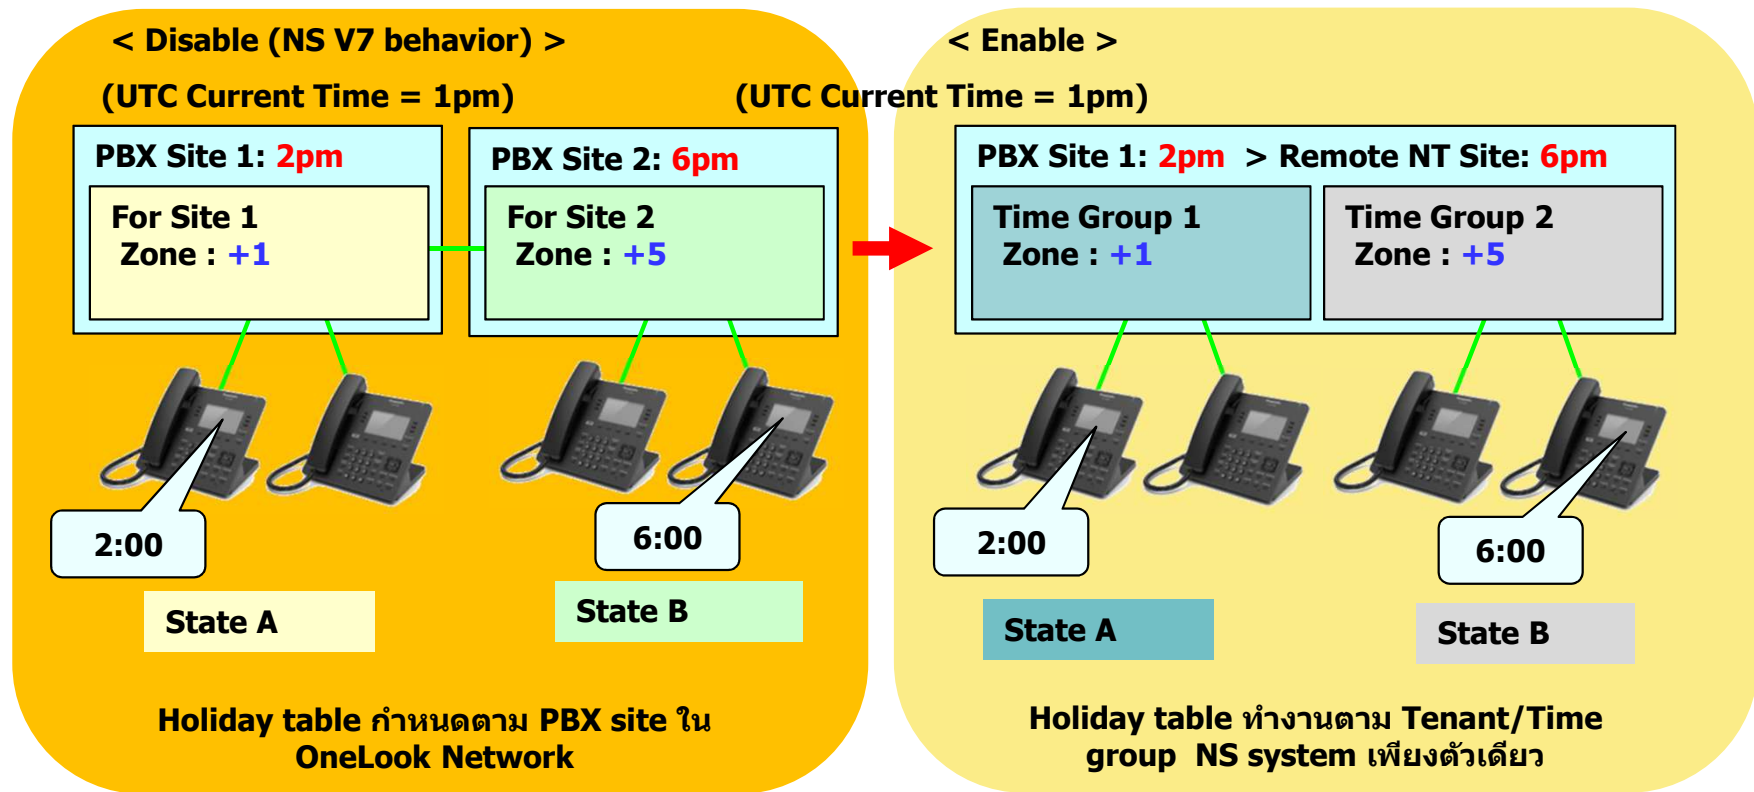 < Disable (NS V7 behavior) >
(UTC Current Time = 1pm)
PBX Site 1: 2pm
For Site 1
Zone : +1
PBX Site 2: 6pm
For Site 2
Zone : +5
2:00
6:00
State A
State B
Holiday table กำหนดตาม PBX site ใน
OneLook Network
< Enable >
(UTC Current Time = 1pm)
PBX Site 1: 2pm > Remote NT Site: 6pm
Time Group 1
Zone : +1
Time Group 2
Zone : +5
2:00
6:00
State A
State B
Holiday table ทำงานตาม Tenant/Time
group NS system เพียงตัวเดียว